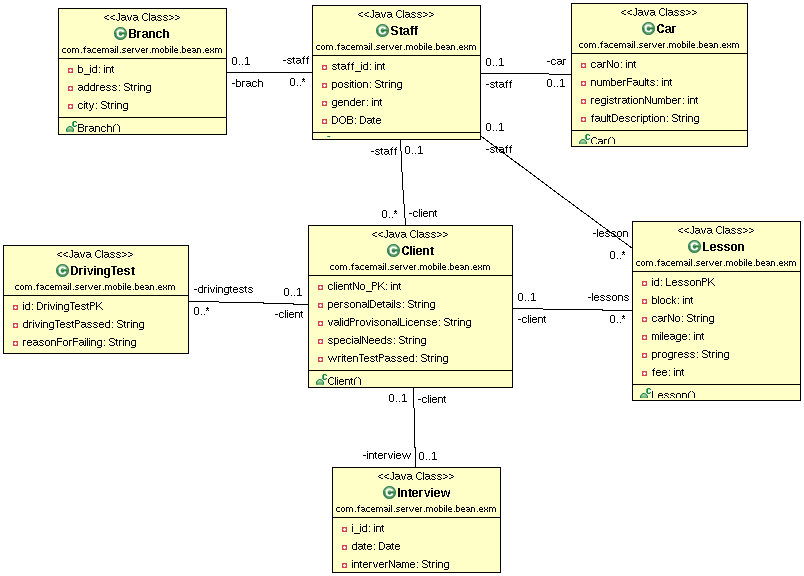 <<Java Class>>
Branch
com.facemail.server.mobile.bean.exm
b_id: int
address: String
city: String
Branch()
0..1
-brach
-staff
0..*
<<Java Class>>
Staff
com.facemail.server.mobile.bean.exm
staff_id: int
position: String
gender: int
DOB: Date
0..1
-staff
-car
0..1
<<Java Class>>
Car
com.facemail.server.mobile.bean.exm
carNo: int
numberFaults: int
registrationNumber: int
faultDescription: String
Car()
0..1
-staff
-staff
0..1
0..*
-client
-lesson
0..*
<<Java Class>>
DrivingTest
com.facemail.server.mobile.bean.exm
id: DrivingTestPK
drivingTestPassed: String
reasonForFailing: String
-drivingtests
0..*
0..1
-client
<<Java Class>>
Client
com.facemail.server.mobile.bean.exm
clientNo_PK: int
personalDetails: String
validProvisonalLicense: String
specialNeeds: String
writenTestPassed: String
Client()
0..1
-client
-lessons
0..*
<<Java Class>>
Lesson
com.facemail.server.mobile.bean.exm
id: LessonPK
block: int
carNo: String
mileage: int
progress: String
fee: int
Lesson()
0..1
-client
-interview
0..1
<<Java Class>>
Interview
com.facemail.server.mobile.bean.exm
i_id: int
date: Date
interverName: String